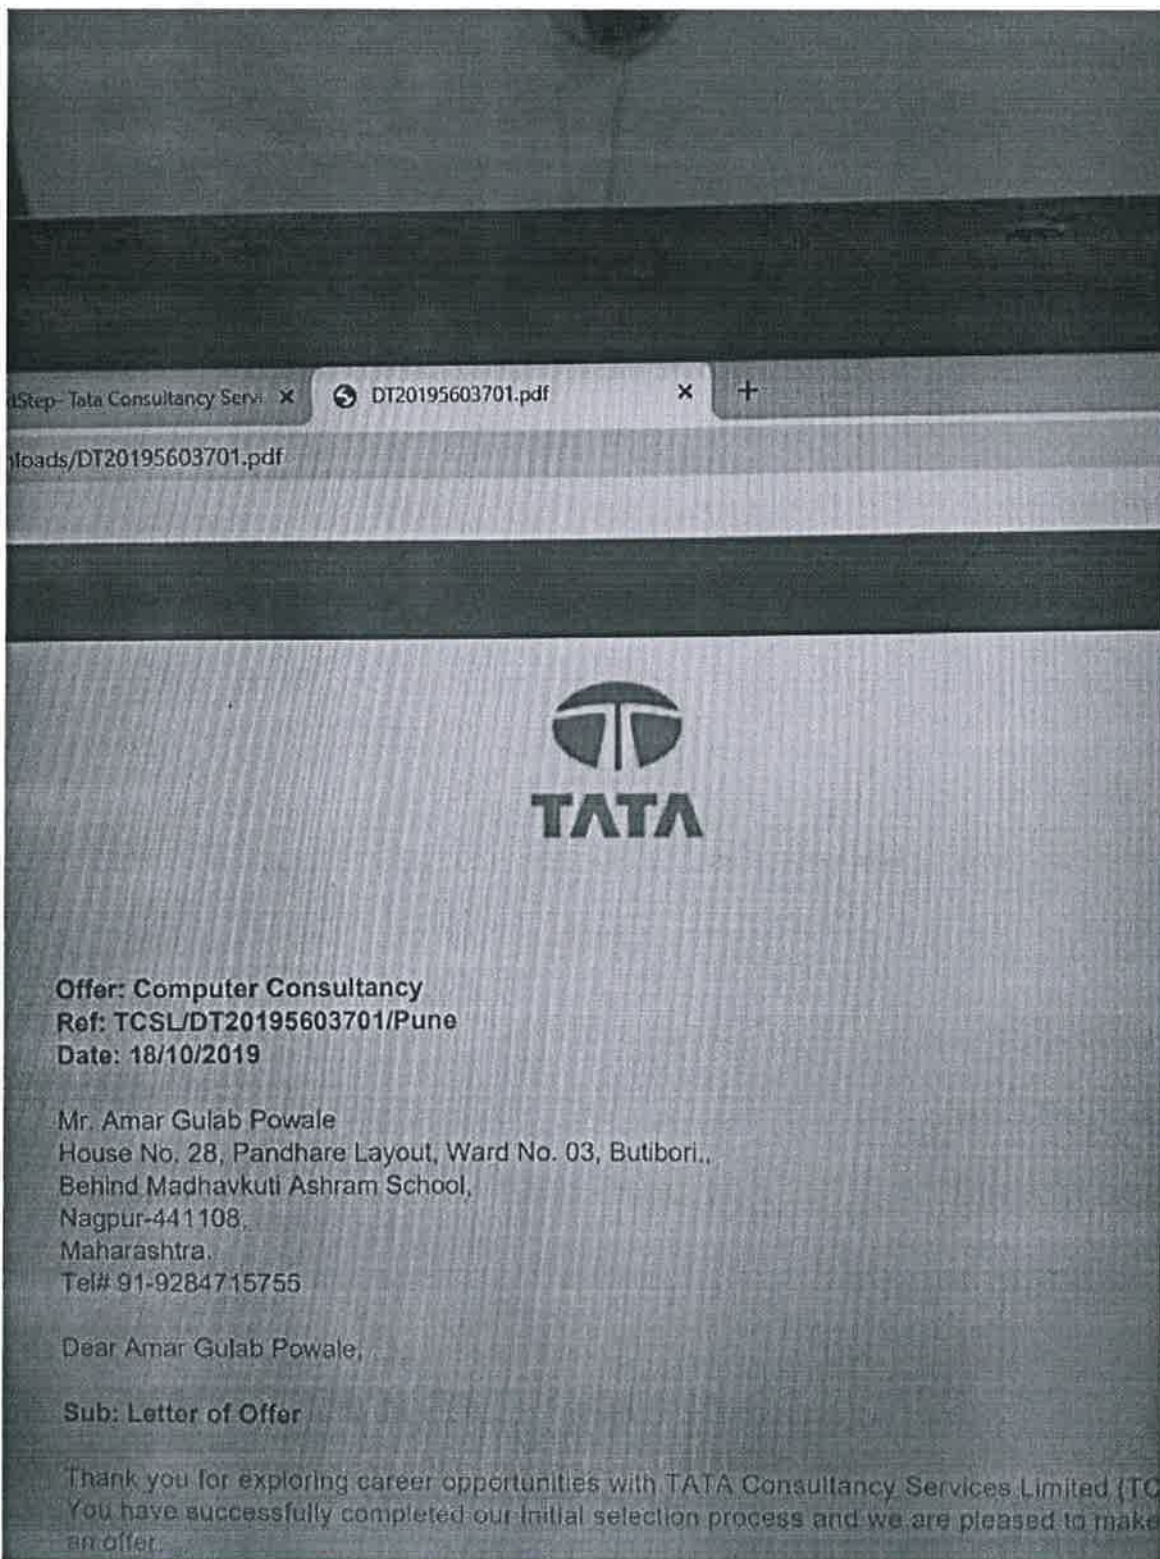 dStep- Tata Consultancy Servi × DT20195603701.pdf × +
loads/DT20195603701.pdf
TATA
Offer: Computer Consultancy
Ref: TCSL/DT20195603701/Pune
Date: 18/10/2019
Mr. Amar Gulab Powale
House No. 28, Pandhare Layout, Ward No. 03, Butibori.,
Behind Madhavkuti Ashram School,
Nagpur-441108,
Maharashtra.
Tel# 91-9284715755
Dear Amar Gulab Powale,
Sub: Letter of Offer
Thank you for exploring career opportunities with TATA Consultancy Services Limited (TC
You have successfully completed our initial selection process and we are pleased to make
an offer.